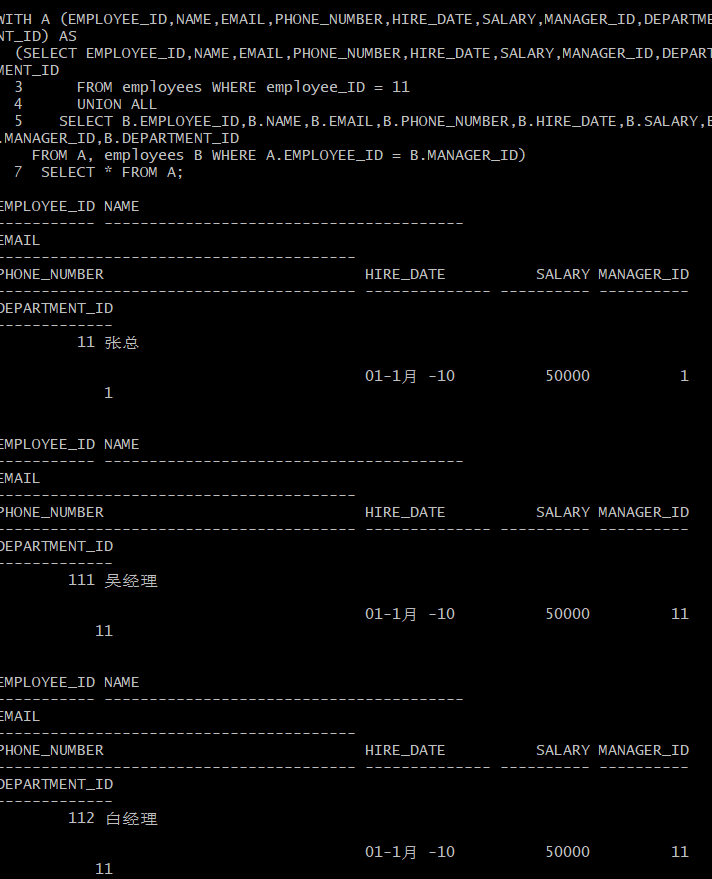 WITH A (EMPLOYEE_ID,NAME,EMAIL,PHONE_NUMBER,HIRE_DATE,SALARY,MANAGER_ID,DEPARTME
NT_ID) AS
(SELECT EMPLOYEE_ID,NAME,EMAIL,PHONE_NUMBER,HIRE_DATE,SALARY,MANAGER_ID,DEPART
MENT_ID
3 FROM employees WHERE employee_ID = 11
4 UNION ALL
5 SELECT B.EMPLOYEE_ID,B.NAME,B.EMAIL,B.PHONE_NUMBER,B.HIRE_DATE,B.SALARY,B
.MANAGER_ID,B.DEPARTMENT_ID
FROM A, employees B WHERE A.EMPLOYEE_ID = B.MANAGER_ID)
7 SELECT * FROM A;
EMPLOYEE_ID NAME
----------- ----------------------------------------
EMAIL
----------------------------------------
PHONE_NUMBER HIRE_DATE SALARY MANAGER_ID
---------------------------------------- -------------- ---------- ----------
DEPARTMENT_ID
-------------
11 张总
01-1月 -10 50000 1
1
EMPLOYEE_ID NAME
----------- ----------------------------------------
EMAIL
----------------------------------------
PHONE_NUMBER HIRE_DATE SALARY MANAGER_ID
---------------------------------------- -------------- ---------- ----------
DEPARTMENT_ID
-------------
111 吴经理
01-1月 -10 50000 11
11
EMPLOYEE_ID NAME
----------- ----------------------------------------
EMAIL
----------------------------------------
PHONE_NUMBER HIRE_DATE SALARY MANAGER_ID
---------------------------------------- -------------- ---------- ----------
DEPARTMENT_ID
-------------
112 白经理
01-1月 -10 50000 11
11